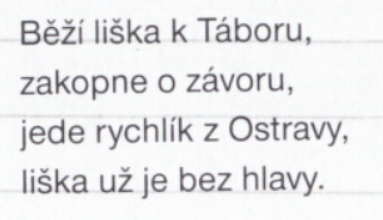 Běží liška k Táboru,
zakopne o závoru,
jede rychlík z Ostravy,
liška už je bez hlavy.